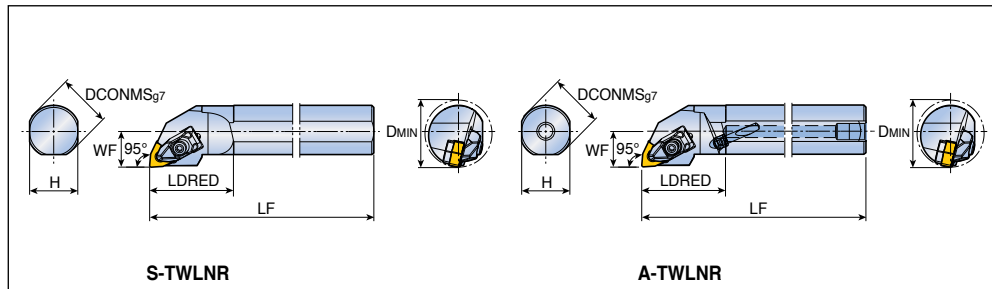 DCONMSg7
WF
95°
H
LDRED
LF
DMIN
S-TWLNR
DCONMSg7
WF
95°
H
LDRED
LF
DMIN
A-TWLNR